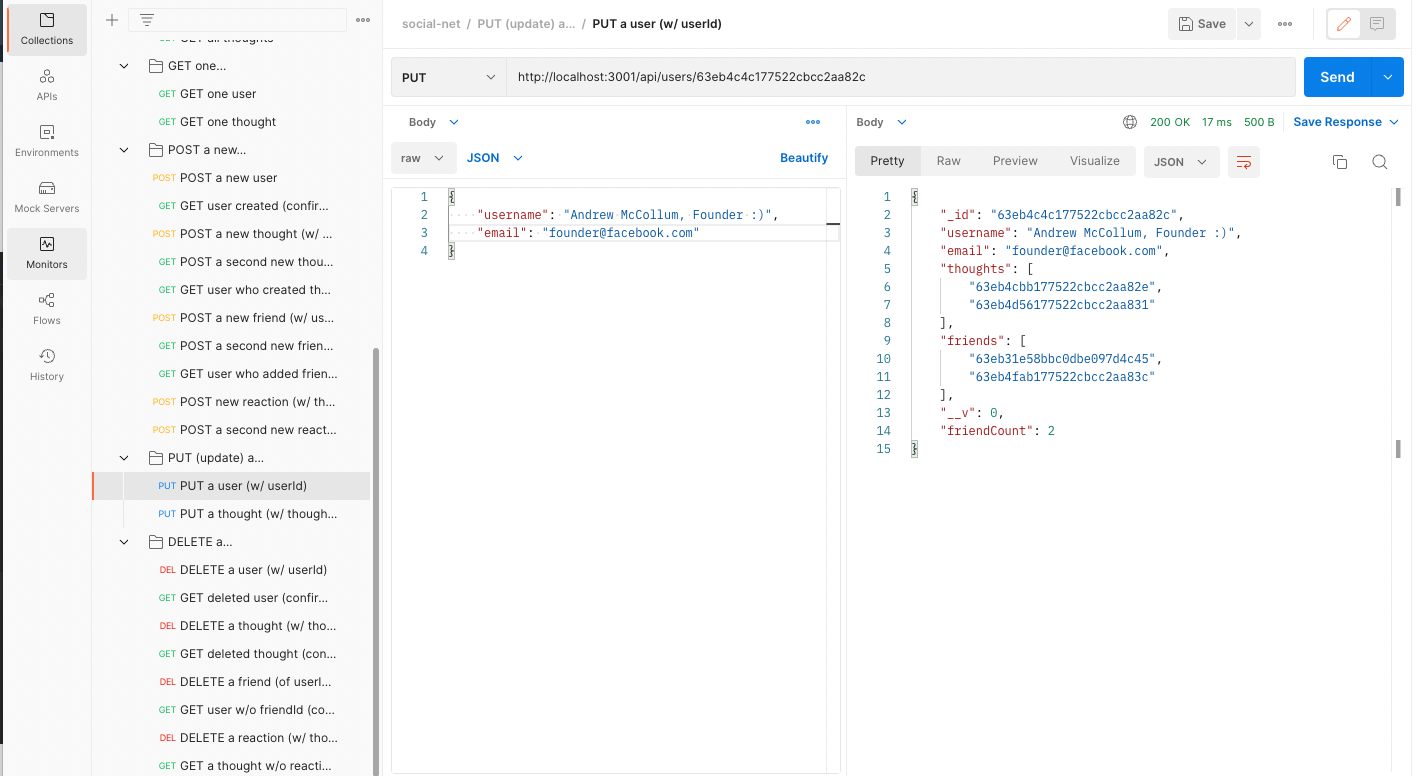 Collections
APIs
Environments
Mock Servers
Monitors
Flows
History
GET all thoughts
GET one...
GET GET one user
GET GET one thought
POST a new...
POST POST a new user
GET GET user created (confir...
POST POST a new thought (w/ ...
GET POST a second new thou...
GET GET user who created th...
POST POST a new friend (w/ us...
GET POST a second new frien...
GET GET user who added frien...
POST POST new reaction (w/ th...
POST POST a second new react...
PUT (update) a...
PUT PUT a user (w/ userId)
PUT PUT a thought (w/ though...
DELETE a...
DEL DELETE a user (w/ userId)
GET GET deleted user (confir...
DEL DELETE a thought (w/ tho...
GET GET deleted thought (con...
DEL DELETE a friend (of userI...
GET GET user w/o friendId (co...
DEL DELETE a reaction (w/ tho...
GET GET a thought w/o reacti...
social-net / PUT (update) a... / PUT a user (w/ userId)
Save
PUT http://localhost:3001/api/users/63eb4c4c177522cbcc2aa82c
Send
Body
raw JSON Beautify
1 {
2 "username": "Andrew McCollum, Founder :)",
3 "email": "founder@facebook.com"
4 }
Body 200 OK 17 ms 500 B Save Response
Pretty Raw Preview Visualize JSON
1 {
2 "_id": "63eb4c4c177522cbcc2aa82c",
3 "username": "Andrew McCollum, Founder :)",
4 "email": "founder@facebook.com",
5 "thoughts": [
6 "63eb4cbb177522cbcc2aa82e",
7 "63eb4d56177522cbcc2aa831"
8 ],
9 "friends": [
10 "63eb31e58bbc0dbe097d4c45",
11 "63eb4fab177522cbcc2aa83c"
12 ],
13 "__v": 0,
14 "friendCount": 2
15 }